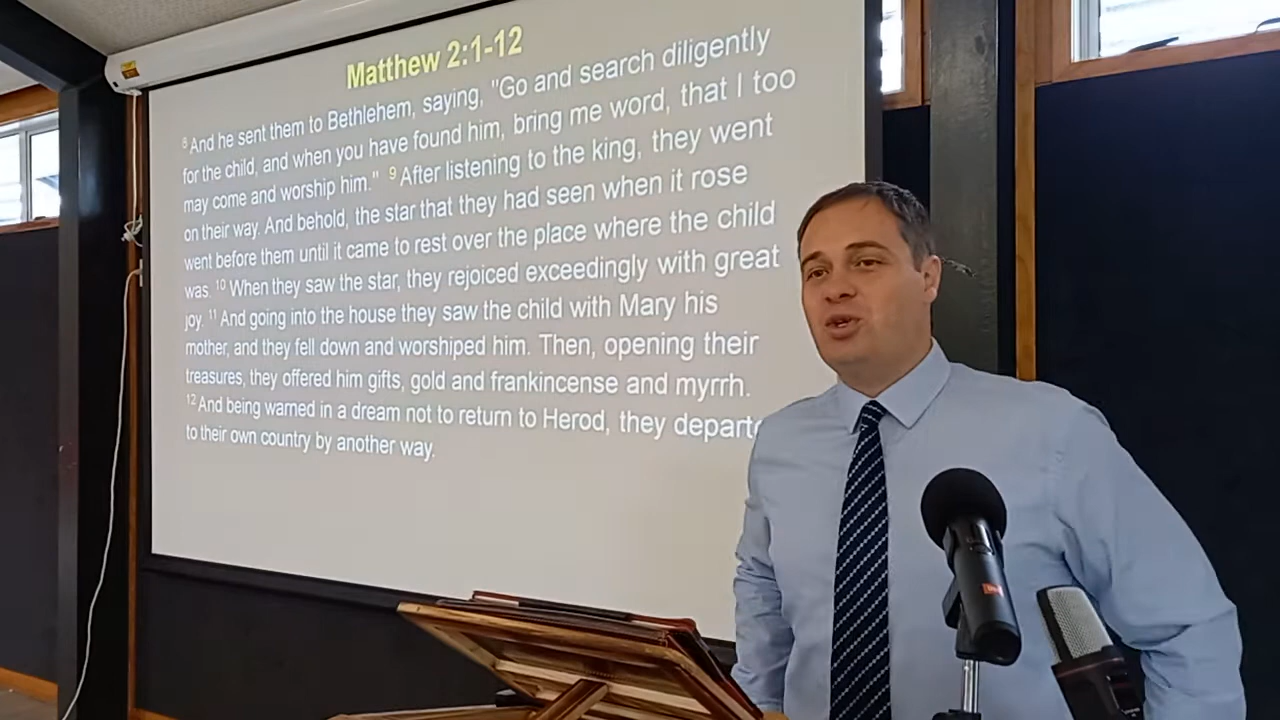 Matthew 2:1-12
8 And he sent them to Bethlehem, saying, "Go and search diligently
for the child, and when you have found him, bring me word, that I too
may come and worship him." 9 After listening to the king, they went
on their way. And behold, the star that they had seen when it rose
went before them until it came to rest over the place where the child
was. 10 When they saw the star, they rejoiced exceedingly with great
joy. 11 And going into the house they saw the child with Mary his
mother, and they fell down and worshiped him. Then, opening their
treasures, they offered him gifts, gold and frankincense and myrrh.
12 And being warned in a dream not to return to Herod, they depart
to their own country by another way.